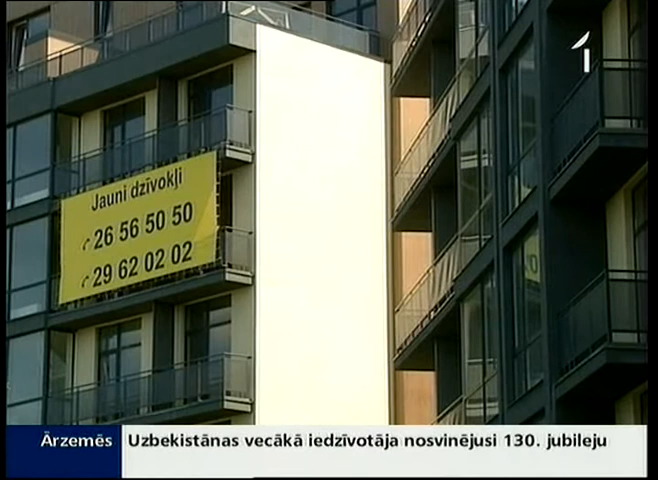 1
Jauni dzīvokļi
26 56 50 50
29 62 02 02
Ārzemēs
Uzbekistānas vecākā iedzīvotāja nosvinējusi 130. jubileju